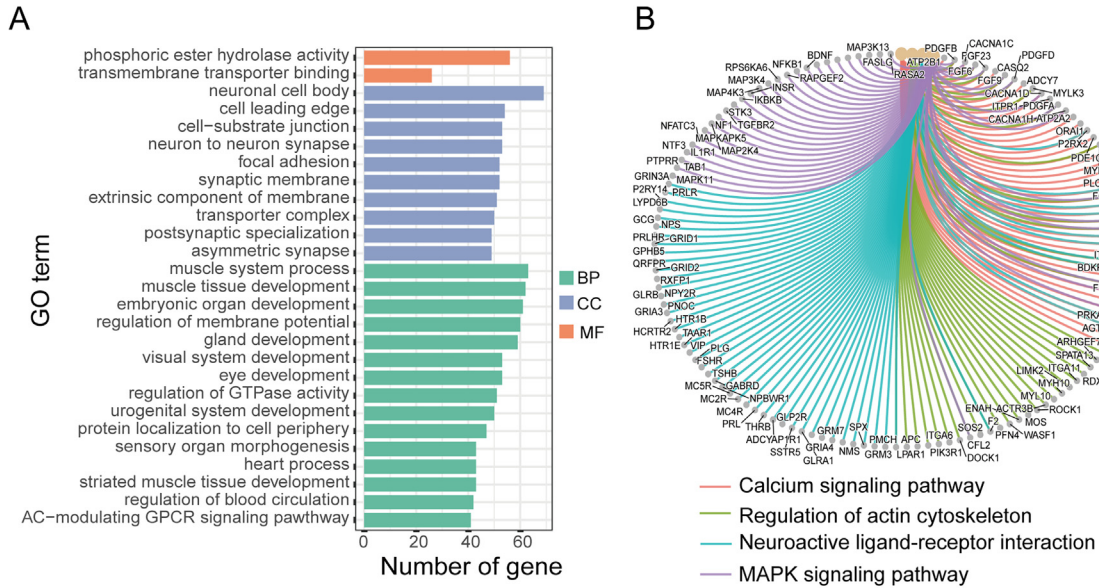 A
B
phosphoric ester hydrolase activity
transmembrane transporter binding
neuronal cell body
cell leading edge
cell-substrate junction
neuron to neuron synapse
focal adhesion
synaptic membrane
extrinsic component of membrane
transporter complex
postsynaptic specialization
asymmetric synapse
muscle system process
muscle tissue development
embryonic organ development
regulation of membrane potential
gland development
visual system development
eye development
regulation of GTPase activity
urogenital system development
protein localization to cell periphery
sensory organ morphogenesis
heart process
striated muscle tissue development
regulation of blood circulation
AC-modulating GPCR signaling pawthway
GO term
0 20 40 60
Number of gene
BP
CC
MF
MAP3K13
FASLG
RASA2
BDNF
RAPGEF2
NFKB1
RPS6KA6
INSR
MAP3K4
IKBKB
MAP4K3
STK3
TGFBR2
NF1
NFATC3
MAPKAPK5
MAP2K4
NTF3
IL1R1
TAB1
PTPRR
MAPK11
GRIN3A
PRLR
P2RY14
LYPD6B
GCG
NPS
PRLHR
GRID1
GPHB5
QRFPR
GRID2
RXFP1
GLRB
NPY2R
PNOC
GRIA3
HTR1B
HCRTR2
TAAR1
HTR1E
VIP
PLG
FSHR
TSHB
MC5R
GABRD
MC2R
NPBWR1
MC4R
PRL
THRB
GLP2R
ADCYAP1R1
SSTR5
GRIA4
GLRA1
GRM7
NMS
SPX
GRM3
PMCH
LPAR1
APC
PIK3R1
ITGA6
DOCK1
CFL2
SOS2
F2
PFN4
WASF1
ENAH
ACTR3B
MOS
ROCK1
MYL10
MYH10
LIMK2
RDX
ITGA11
SPATA13
ARHGEF7
AGT
PRKA
F
BDKF
IT
F
PLC
MYL
PDE1C
P2RX2
ORAI1
ATP2A2
CACNA1H
PDGFA
ITPR1
MYLK3
CACNA1D
ADCY7
CASQ2
PDGFD
FGF9
FGF23
CACNA1C
FGF6
PDGFB
ATP2B1
Calcium signaling pathway
Regulation of actin cytoskeleton
Neuroactive ligand-receptor interaction
MAPK signaling pathway